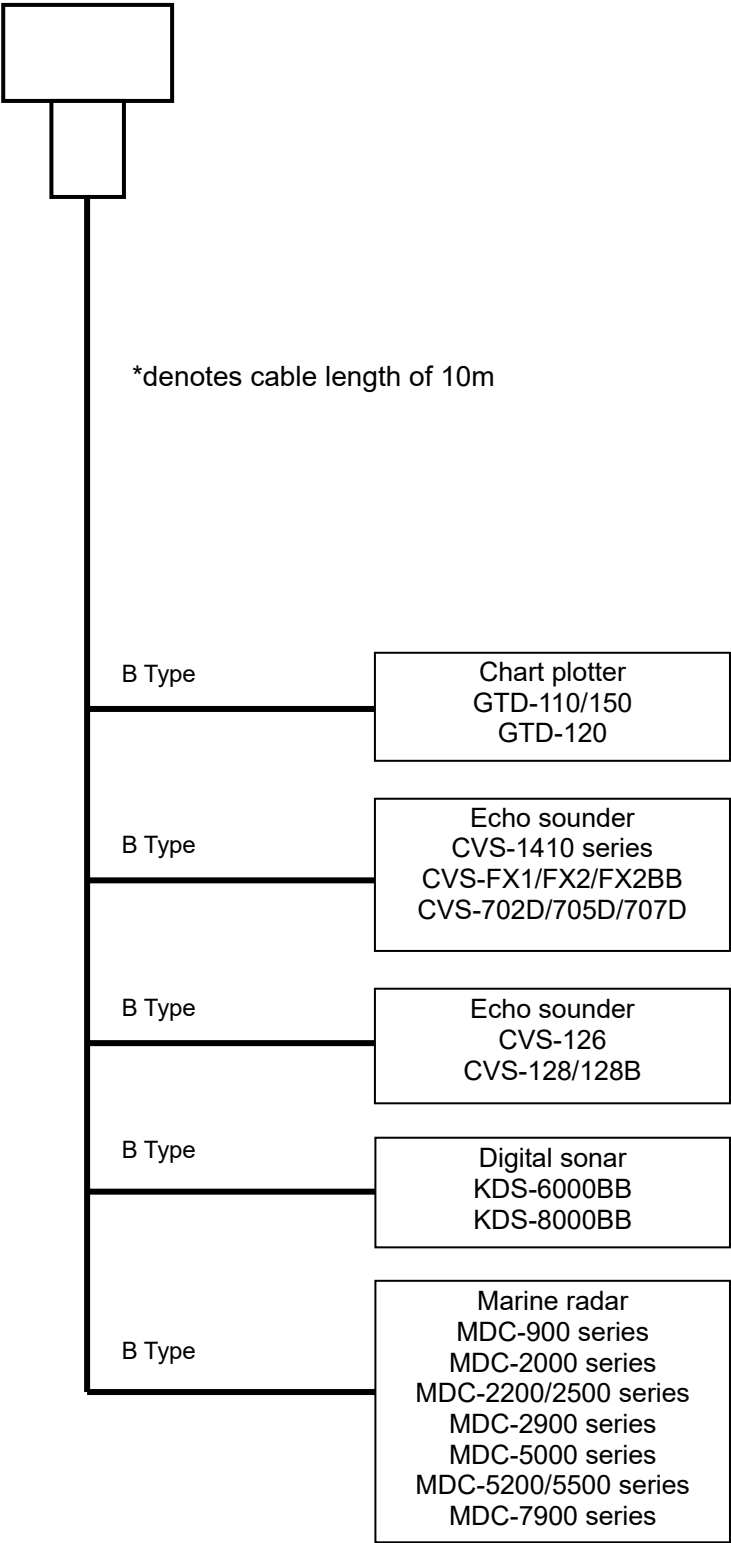 *denotes cable length of 10m
B Type
Chart plotter
GTD-110/150
GTD-120
B Type
Echo sounder
CVS-1410 series
CVS-FX1/FX2/FX2BB
CVS-702D/705D/707D
B Type
Echo sounder
CVS-126
CVS-128/128B
B Type
Digital sonar
KDS-6000BB
KDS-8000BB
B Type
Marine radar
MDC-900 series
MDC-2000 series
MDC-2200/2500 series
MDC-2900 series
MDC-5000 series
MDC-5200/5500 series
MDC-7900 series